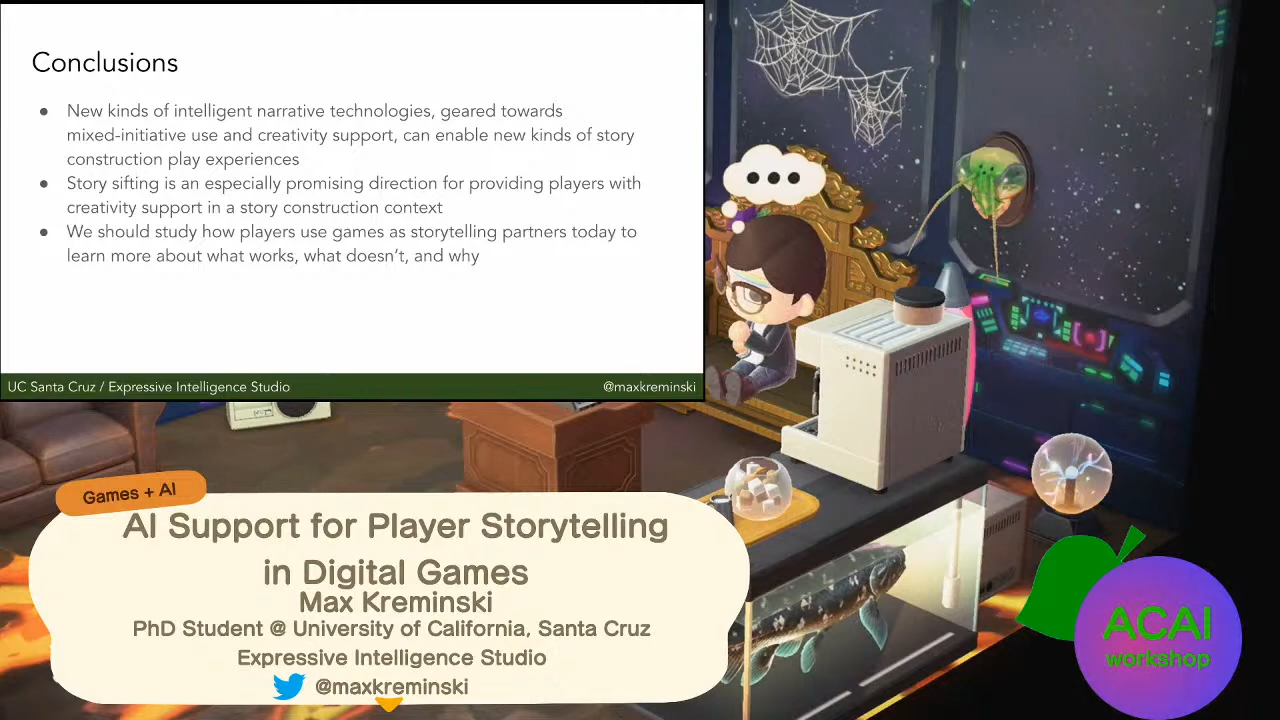 Conclusions
● New kinds of intelligent narrative technologies, geared towards
mixed-initiative use and creativity support, can enable new kinds of story
construction play experiences
● Story sifting is an especially promising direction for providing players with
creativity support in a story construction context
● We should study how players use games as storytelling partners today to
learn more about what works, what doesn't, and why
UC Santa Cruz / Expressive Intelligence Studio
@maxkreminski
Games + AI
AI Support for Player Storytelling
in Digital Games
Max Kreminski
PhD Student @ University of California, Santa Cruz
Expressive Intelligence Studio
@maxkreminski
ACAI
workshop